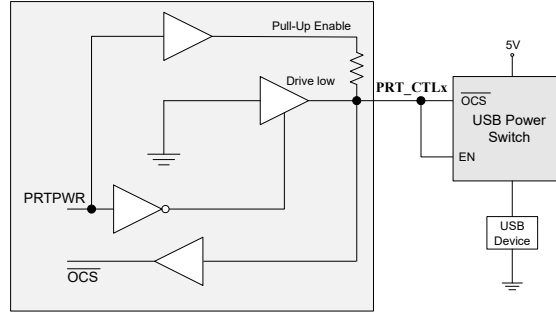 Pull-Up Enable
5V
Drive low
PRT_CTLx
OCS
USB Power
Switch
EN
PRTPWR
OCS
USB
Device